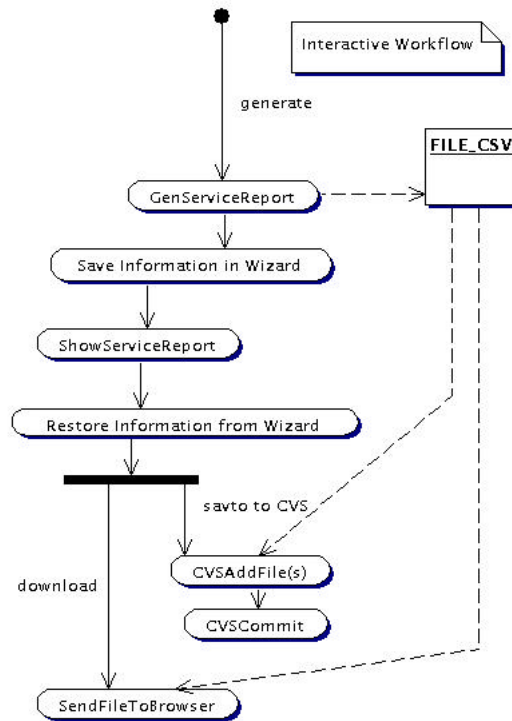 Interactive Workflow
generate
FILE_CSV
GenServiceReport
Save Information in Wizard
ShowServiceReport
Restore Information from Wizard
savto to CVS
CVSAddFile(s)
download
CVSCommit
SendFileToBrowser